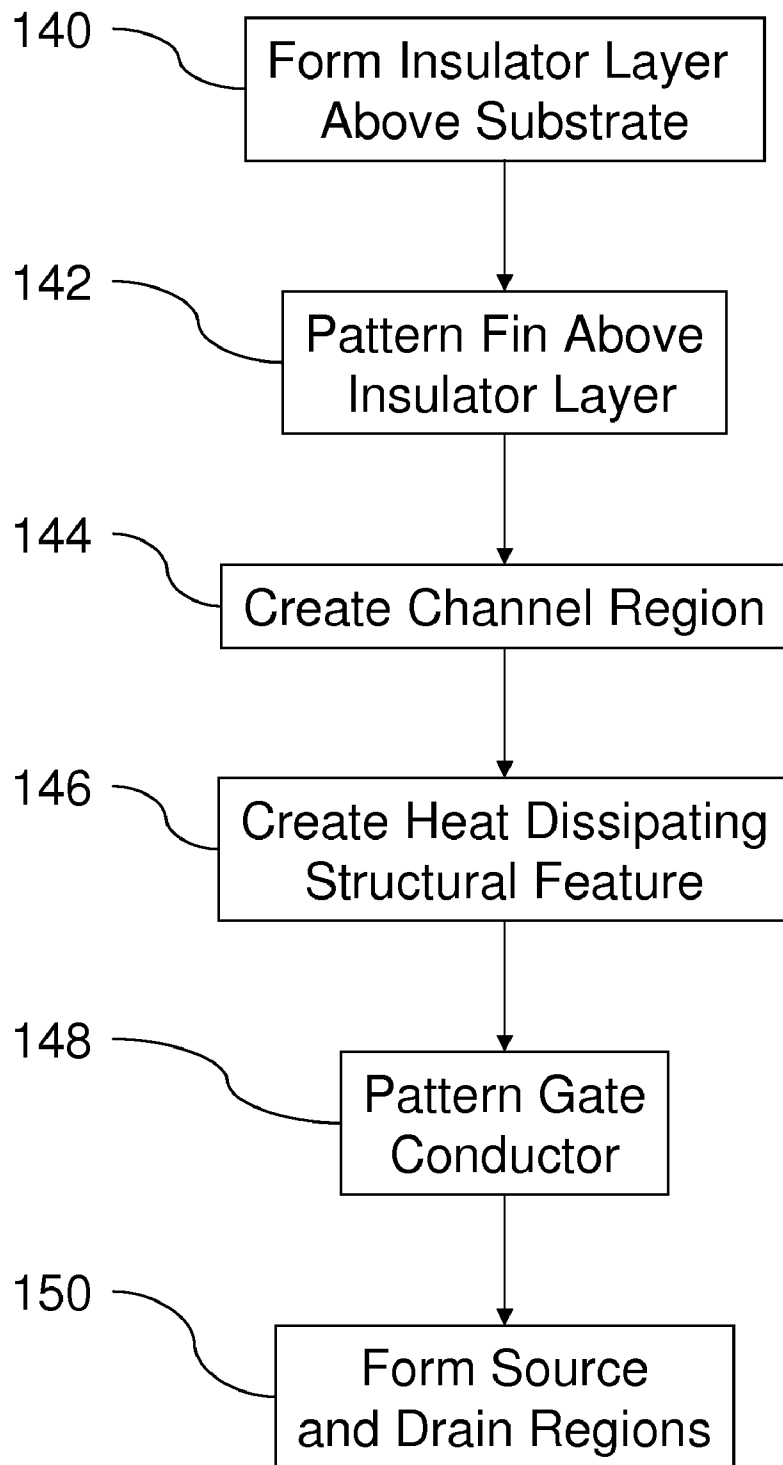 140
Form Insulator Layer
Above Substrate
142
Pattern Fin Above
Insulator Layer
144
Create Channel Region
146
Create Heat Dissipating
Structural Feature
148
Pattern Gate
Conductor
150
Form Source
and Drain Regions